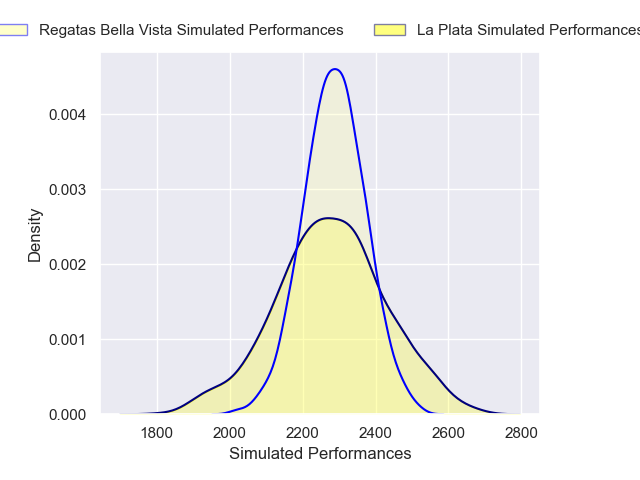 Regatas Bella Vista Simulated Performances
La Plata Simulated Performances
0.004
0.003
0.002
0.001
0.000
Density
1800 2000 2200 2400 2600 2800
Simulated Performances